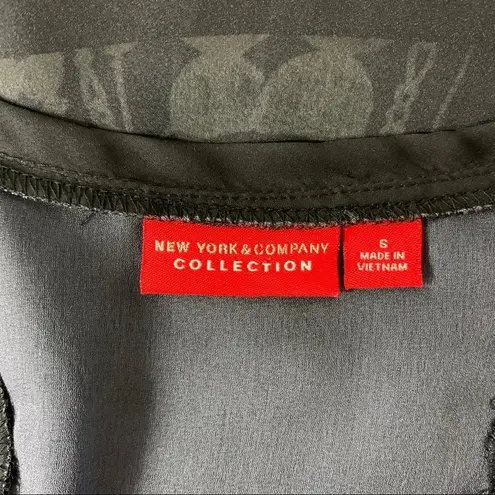 NEW YORK & COMPANY
COLLECTION
S
MADE IN
VIETNAM